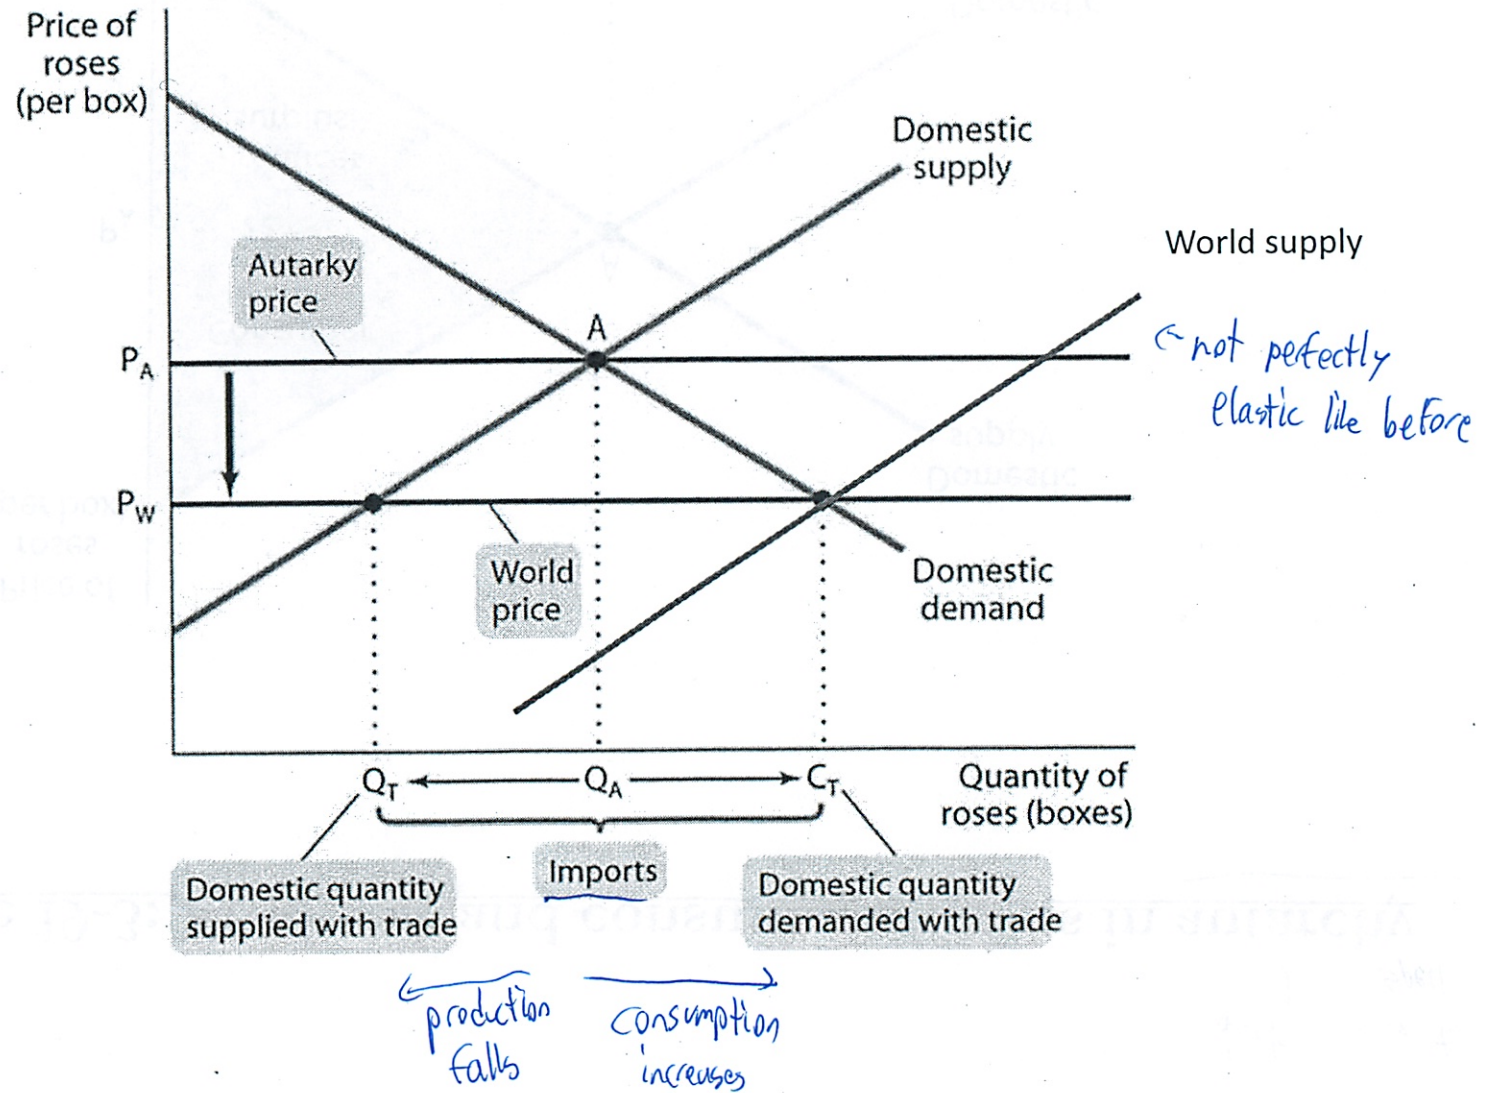 Price of
roses
(per box)
Domestic
supply
World supply
Autarky
price
A
P_A
not perfectly
elastic like before
P_W
World
price
Domestic
demand
Q_T
Q_A
C_T
Quantity of
roses (boxes)
Imports
Domestic quantity
supplied with trade
Domestic quantity
demanded with trade
production
falls
consumption
increases